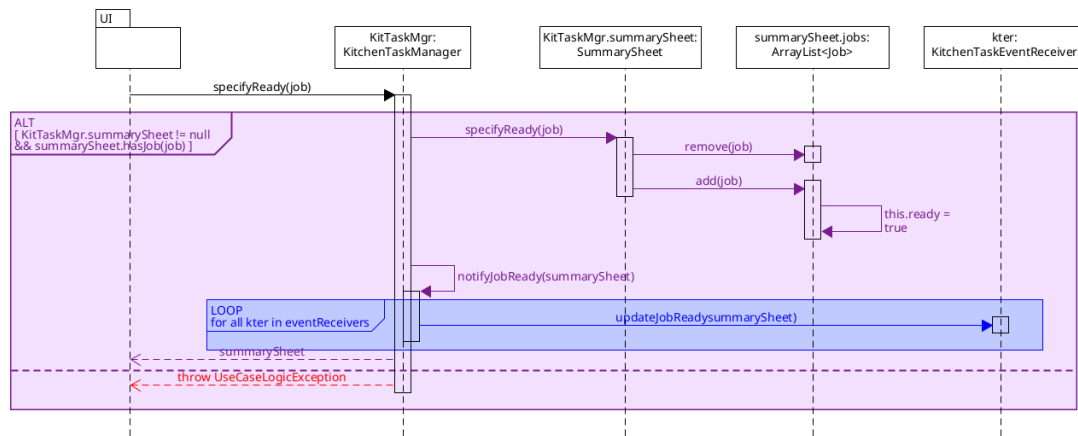 UI
KitTaskMgr:
KitchenTaskManager
KitTaskMgr.summarySheet:
SummarySheet
summarySheet.jobs:
ArrayList<Job>
kter:
KitchenTaskEventReceiver
specifyReady(job)
ALT
[ KitTaskMgr.summarySheet != null
&& summarySheet.hasJob(job) ]
specifyReady(job)
remove(job)
add(job)
this.ready =
true
notifyJobReady(summarySheet)
LOOP
for all kter in eventReceivers
updateJobReadysummarySheet)
summarySheet
throw UseCaseLogicException